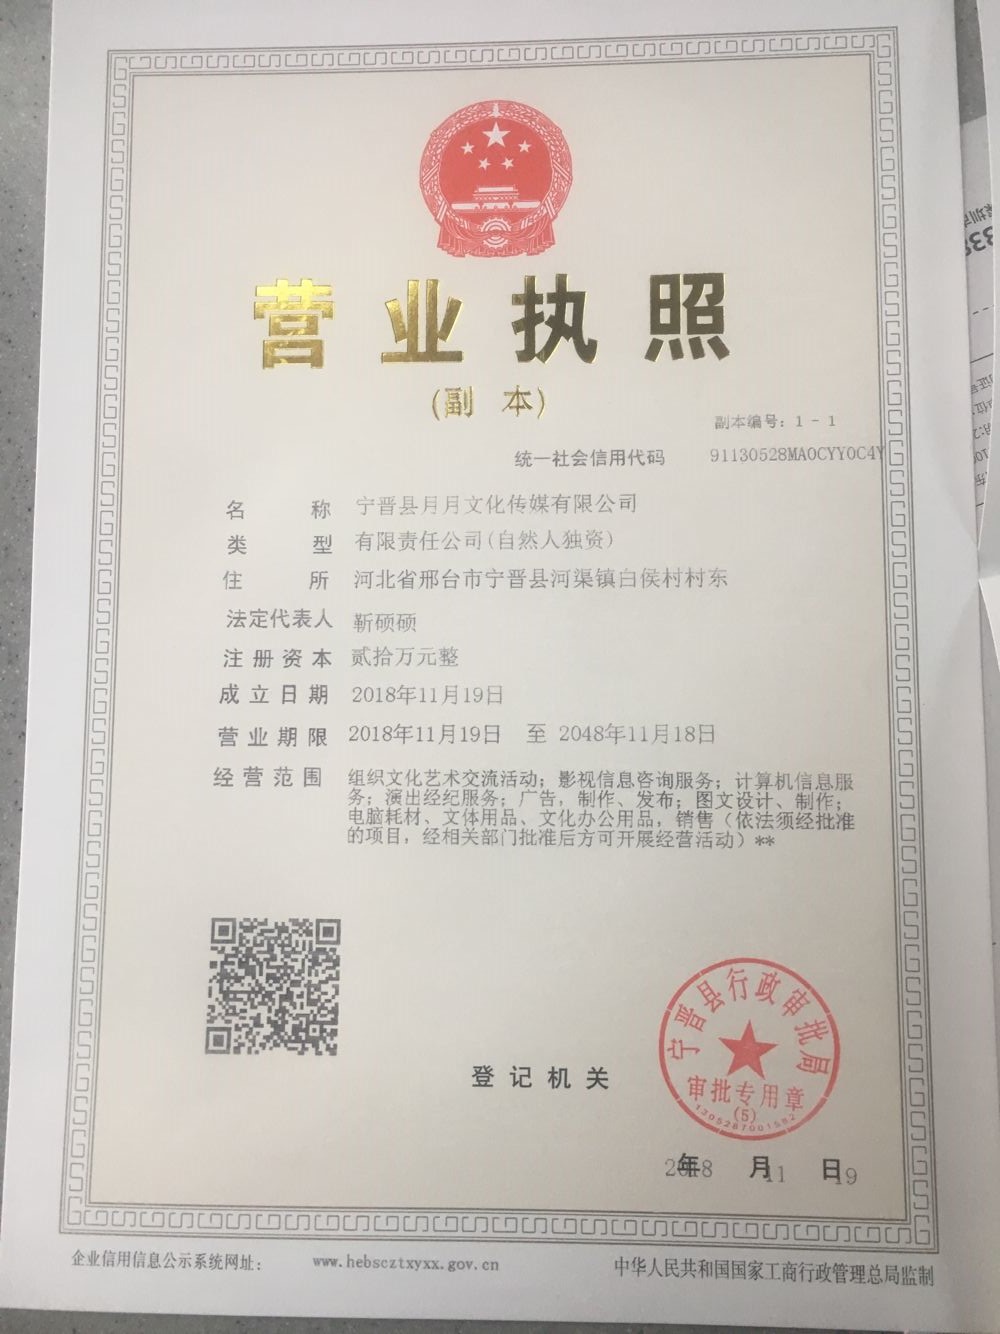 营业执照
(副 本)
副本编号：1 - 1
统一社会信用代码 91130528MA0CYY0C4Y
名 称 宁晋县月月文化传媒有限公司
类 型 有限责任公司(自然人独资)
住 所 河北省邢台市宁晋县河渠镇白侯村村东
法定代表人 靳硕硕
注册资本 贰拾万元整
成立日期 2018年11月19日
营业期限 2018年11月19日 至 2048年11月18日
经营范围 组织文化艺术交流活动；影视信息咨询服务；计算机信息服
务；演出经纪服务；广告，制作、发布；图文设计、制作；
电脑耗材、文体用品、文化办公用品，销售（依法须经批准
的项目，经相关部门批准后方可开展经营活动）**
宁晋县行政审批局
审批专用章
(5)
登记机关
2018年 11月 19日
企业信用信息公示系统网址： www.hebscztxyxx.gov.cn
中华人民共和国国家工商行政管理总局监制